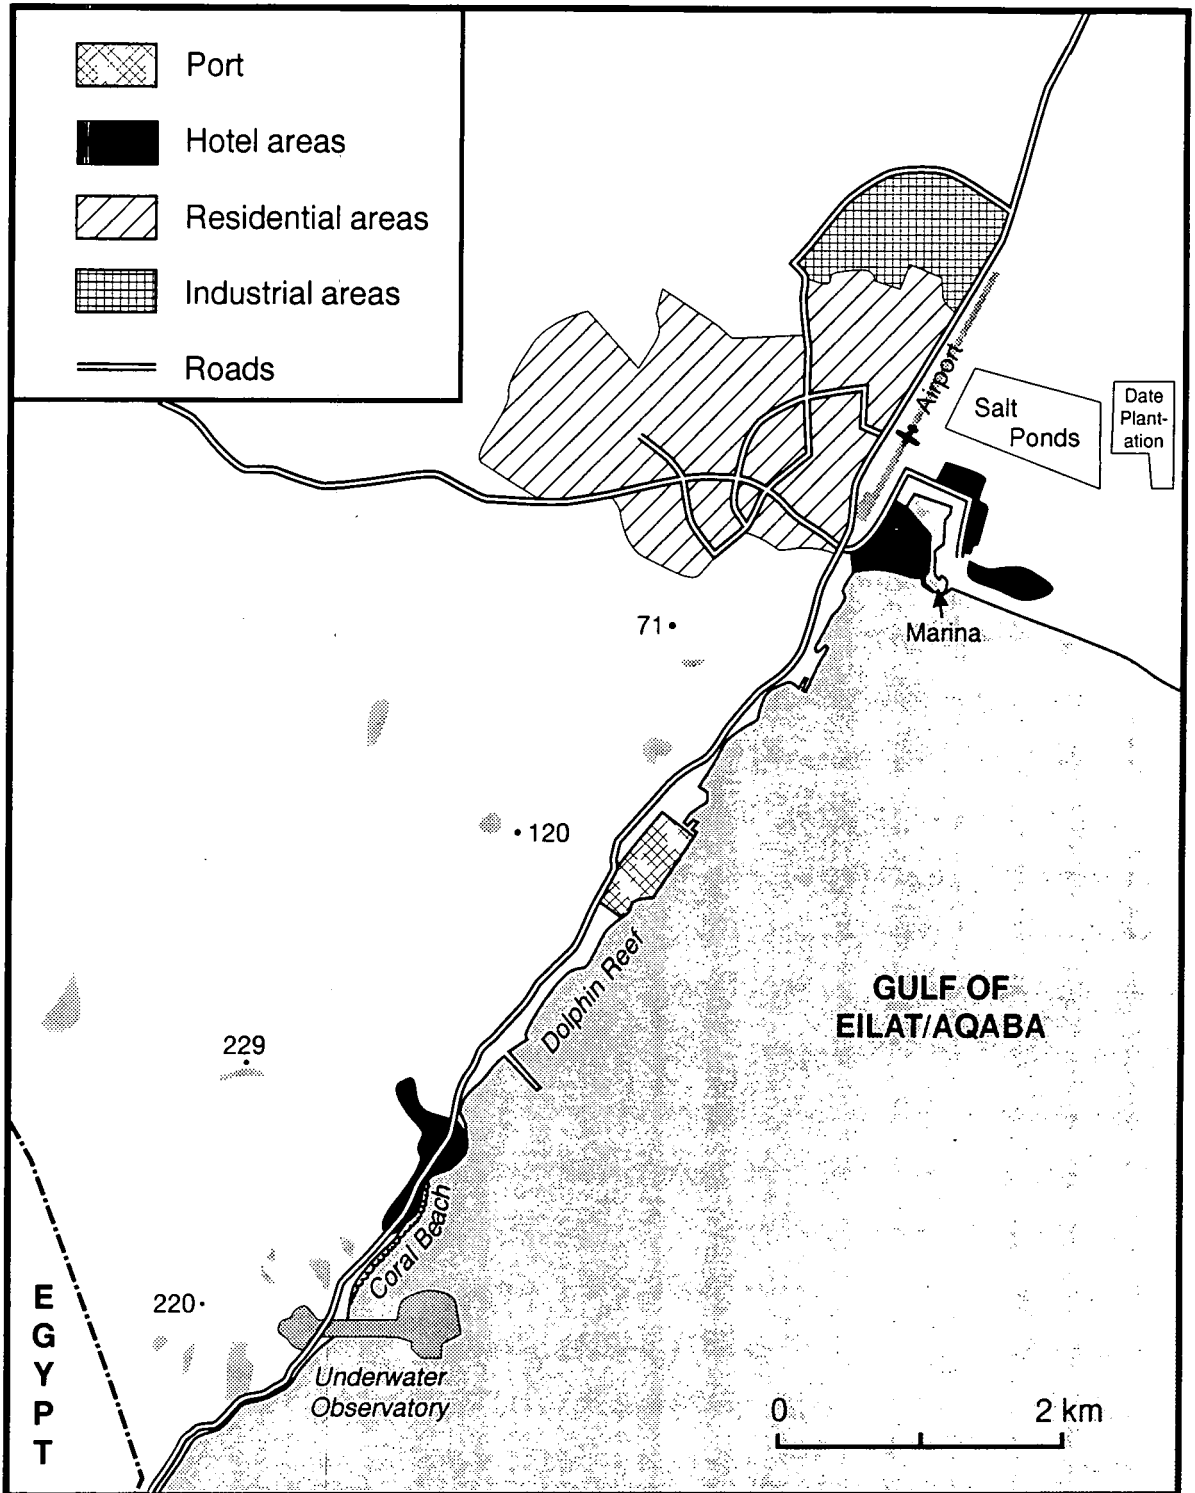 Port
Hotel areas
Residential areas
Industrial areas
Roads
Airport
Salt
Ponds
Date
Plant-
ation
Marina
71
120
Dolphin Reef
GULF OF
EILAT/AQABA
229
Coral Beach
220
EGYPT
Underwater
Observatory
0 2 km